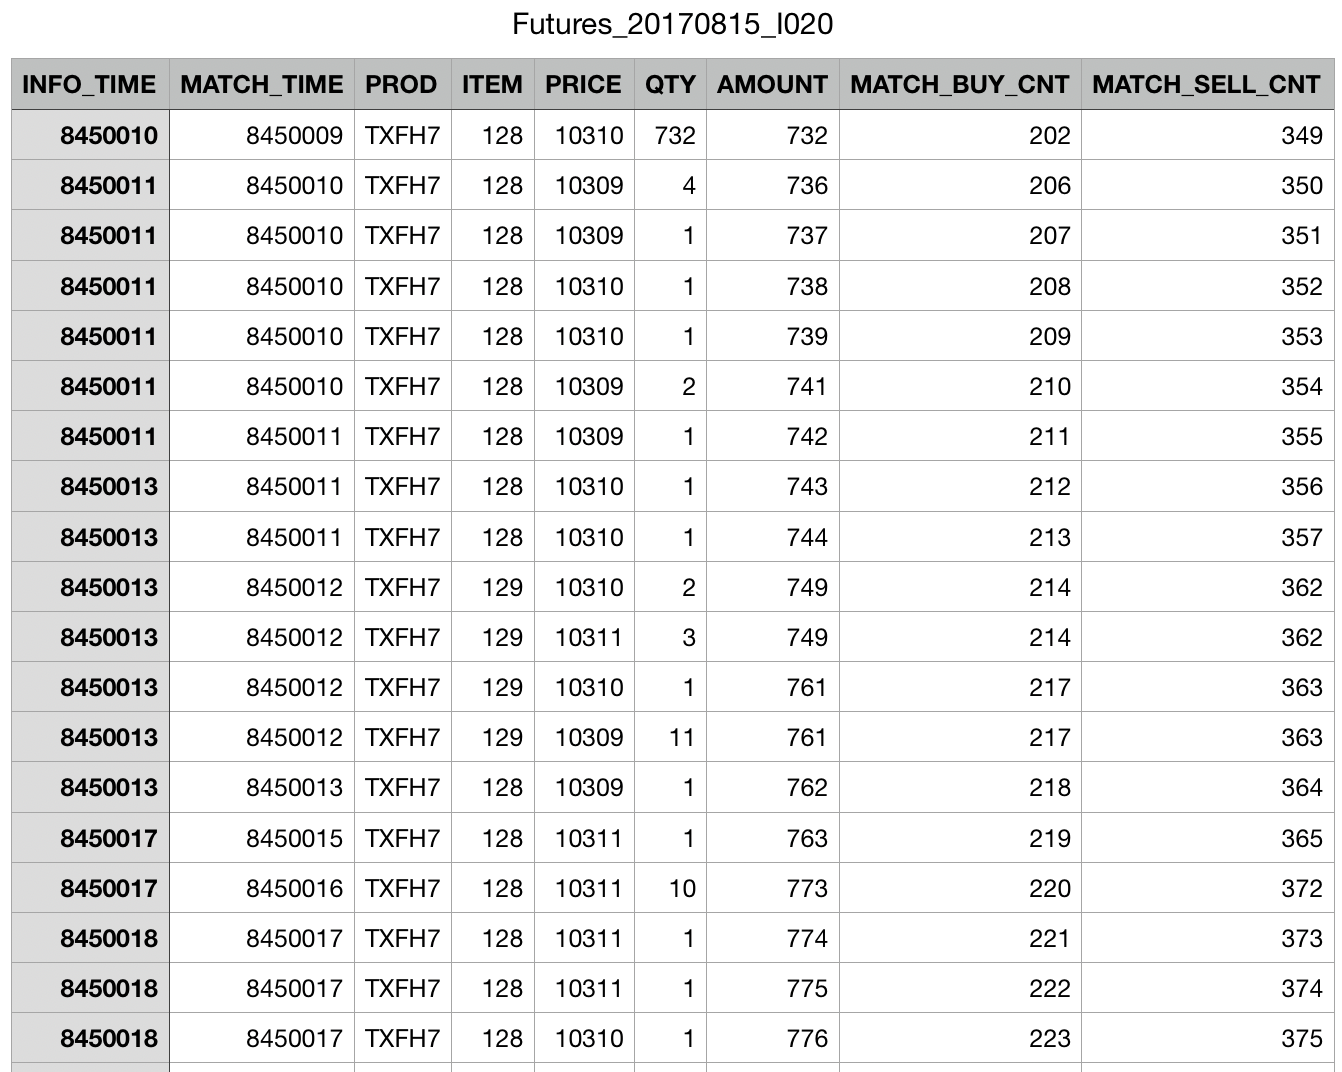 Futures_20170815_I020
INFO_TIME MATCH_TIME PROD ITEM PRICE QTY AMOUNT MATCH_BUY_CNT MATCH_SELL_CNT
8450010 8450009 TXFH7 128 10310 732 732 202 349
8450011 8450010 TXFH7 128 10309 4 736 206 350
8450011 8450010 TXFH7 128 10309 1 737 207 351
8450011 8450010 TXFH7 128 10310 1 738 208 352
8450011 8450010 TXFH7 128 10310 1 739 209 353
8450011 8450010 TXFH7 128 10309 2 741 210 354
8450011 8450011 TXFH7 128 10309 1 742 211 355
8450013 8450011 TXFH7 128 10310 1 743 212 356
8450013 8450011 TXFH7 128 10310 1 744 213 357
8450013 8450012 TXFH7 129 10310 2 749 214 362
8450013 8450012 TXFH7 129 10311 3 749 214 362
8450013 8450012 TXFH7 129 10310 1 761 217 363
8450013 8450012 TXFH7 129 10309 11 761 217 363
8450013 8450013 TXFH7 128 10309 1 762 218 364
8450017 8450015 TXFH7 128 10311 1 763 219 365
8450017 8450016 TXFH7 128 10311 10 773 220 372
8450018 8450017 TXFH7 128 10311 1 774 221 373
8450018 8450017 TXFH7 128 10311 1 775 222 374
8450018 8450017 TXFH7 128 10310 1 776 223 375